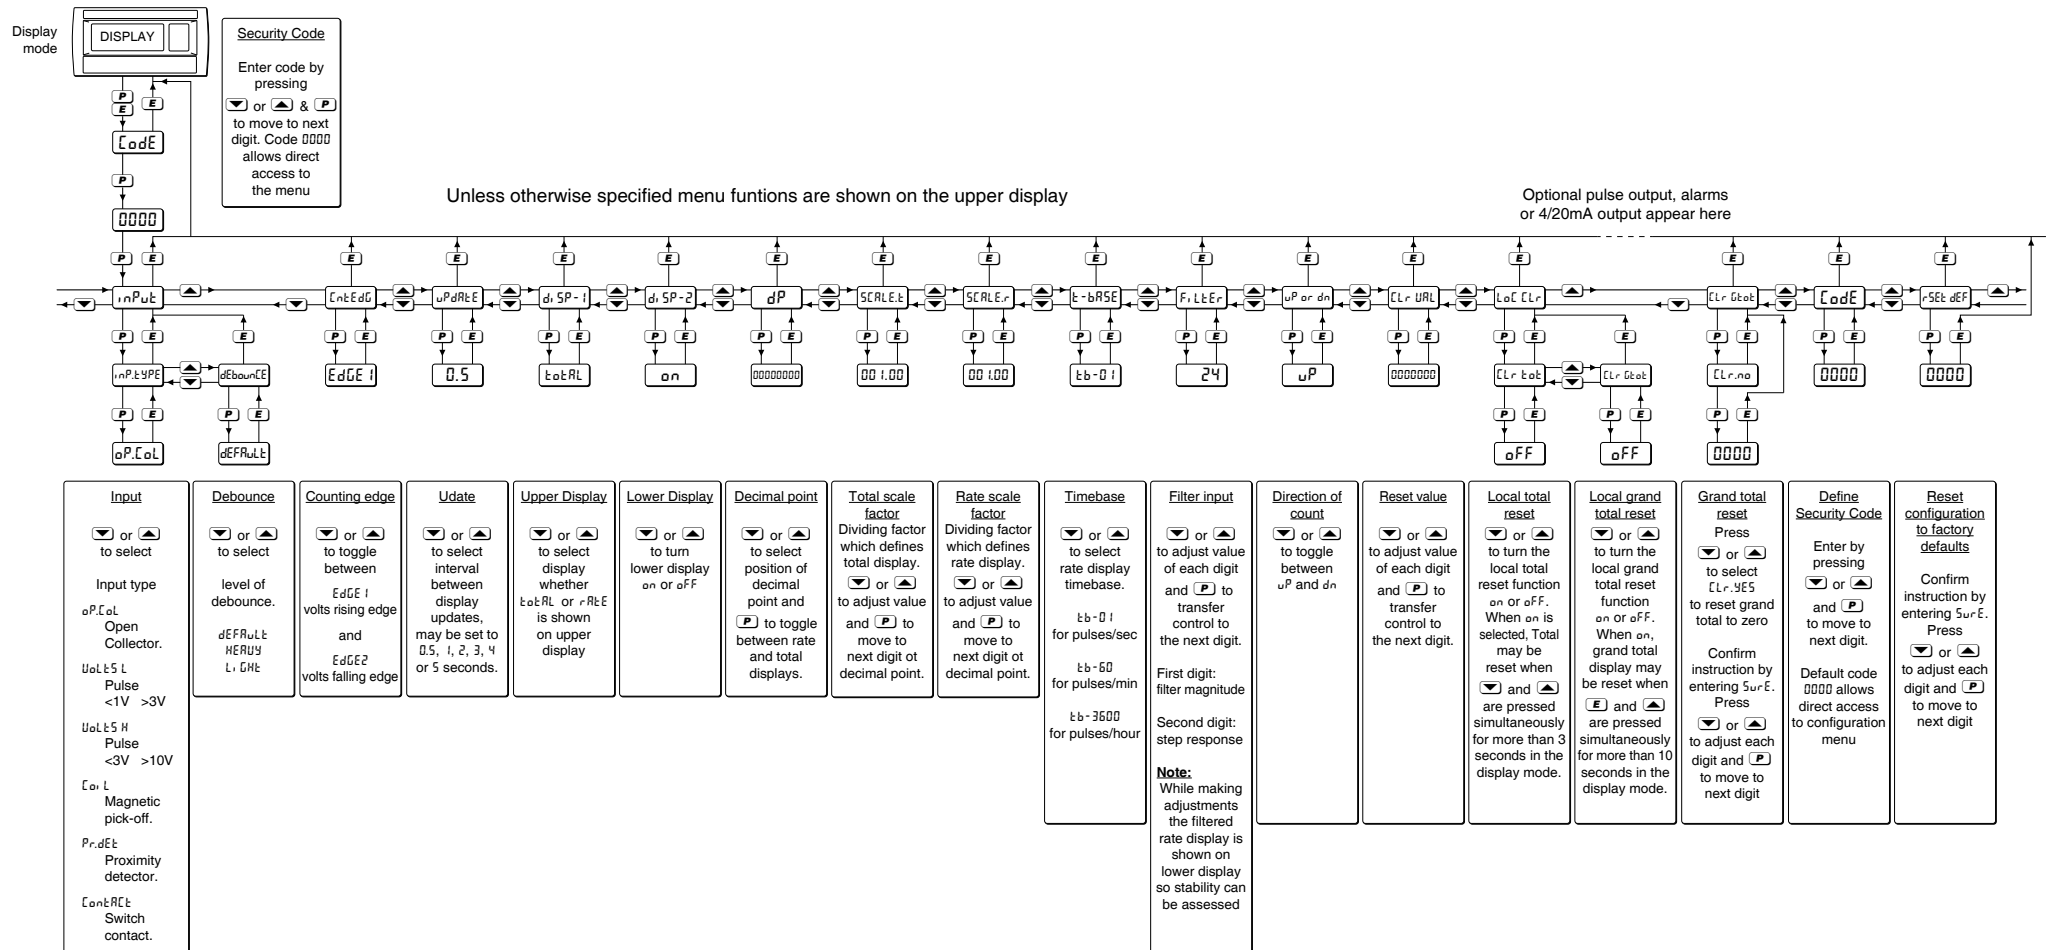 Display
mode
DISPLAY
Security Code
Enter code by
pressing
or & P
to move to next
digit. Code 0000
allows direct
access to
the menu
P
E
E
CodE
P
0000
Unless otherwise specified menu funtions are shown on the upper display
Optional pulse output, alarms
or 4/20mA output appear here
P E E E E E E E E E E E E E E E E
inPut CntEdG uPdAtE diSP-1 diSP-2 dP SCALE.t SCALE.r t-bASE FiLtEr uP or dn CLr VAL LoC CLr CLr Gtot CodE rSEt dEF
P E E P E P E P E P E P E P E P E P E P E P E P E P E E P E P E P E
inP.tYPE dEbounCE EdGE 1 0.5 totAL on 00000000 001.00 001.00 tb-01 24 uP 0000000 CLr tot CLr Gtot CLr.no 0000 0000
P E P E P E P E P E
oP.CoL dEFAuLt oFF oFF 0000
Input
or
to select
Input type
oP.CoL
Open
Collector.
VoLtS L
Pulse
<1V >3V
VoLtS H
Pulse
<3V >10V
Coi L
Magnetic
pick-off.
Pr.dEt
Proximity
detector.
ContACt
Switch
contact.
Debounce
or
to select
level of
debounce.
dEFAuLt
HEAVY
Li GHt
Counting edge
or
to toggle
between
EdGE 1
volts rising edge
and
EdGE2
volts falling edge
Udate
or
to select
interval
between
display
updates,
may be set to
0.5, 1, 2, 3, 4
or 5 seconds.
Upper Display
or
to select
display
whether
totAL or rAtE
is shown
on upper
display
Lower Display
or
to turn
lower display
on or oFF
Decimal point
or
to select
position of
decimal
point and
P to toggle
between rate
and total
displays.
Total scale
factor
Dividing factor
which defines
total display.
or
to adjust value
and P to
move to
next digit ot
decimal point.
Rate scale
factor
Dividing factor
which defines
rate display.
or
to adjust value
and P to
move to
next digit ot
decimal point.
Timebase
or
to select
rate display
timebase.
tb-01
for pulses/sec
tb-60
for pulses/min
tb-3600
for pulses/hour
Filter input
or
to adjust value
of each digit
and P to
transfer
control to
the next digit.
First digit:
filter magnitude
Second digit:
step response
Note:
While making
adjustments
the filtered
rate display is
shown on
lower display
so stability can
be assessed
Direction of
count
or
to toggle
between
uP and dn
Reset value
or
to adjust value
of each digit
and P to
transfer
control to
the next digit.
Local total
reset
or
to turn the
local total
reset function
on or oFF.
When on is
selected, Total
may be
reset when
and
are pressed
simultaneously
for more than 3
seconds in the
display mode.
Local grand
total reset
or
to turn the
local grand
total reset
function
on or oFF.
When on,
grand total
display may
be reset when
E and
are pressed
simultaneously
for more than 10
seconds in the
display mode.
Grand total
reset
Press
or
to select
CLr.YES
to reset grand
total to zero
Confirm
instruction by
entering SurE.
Press
or
to adjust each
digit and P
to move to
next digit
Define
Security Code
Enter by
pressing
or
and P
to move to
next digit.
Default code
0000 allows
direct access
to configuration
menu
Reset
configuration
to factory
defaults
Confirm
instruction by
entering SurE.
Press
or
to adjust each
digit and P
to move to
next digit